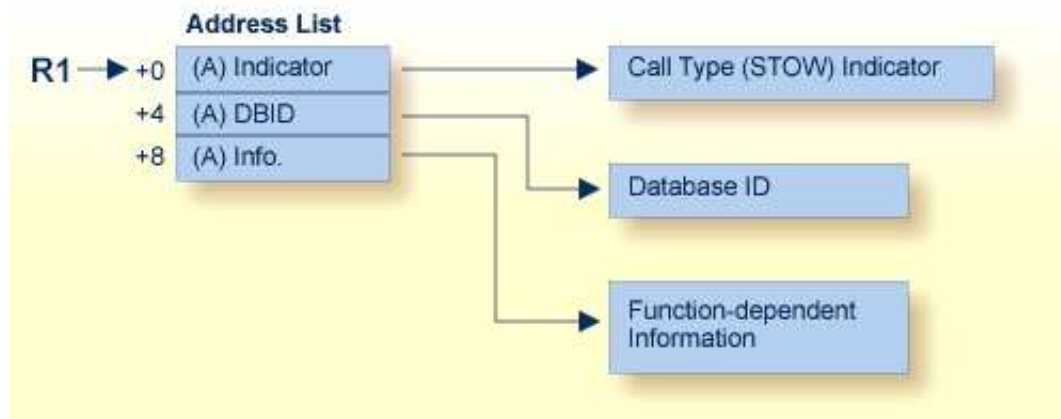 Address List
R1 +0 (A) Indicator Call Type (STOW) Indicator
+4 (A) DBID
+8 (A) Info.
Database ID
Function-dependent
Information